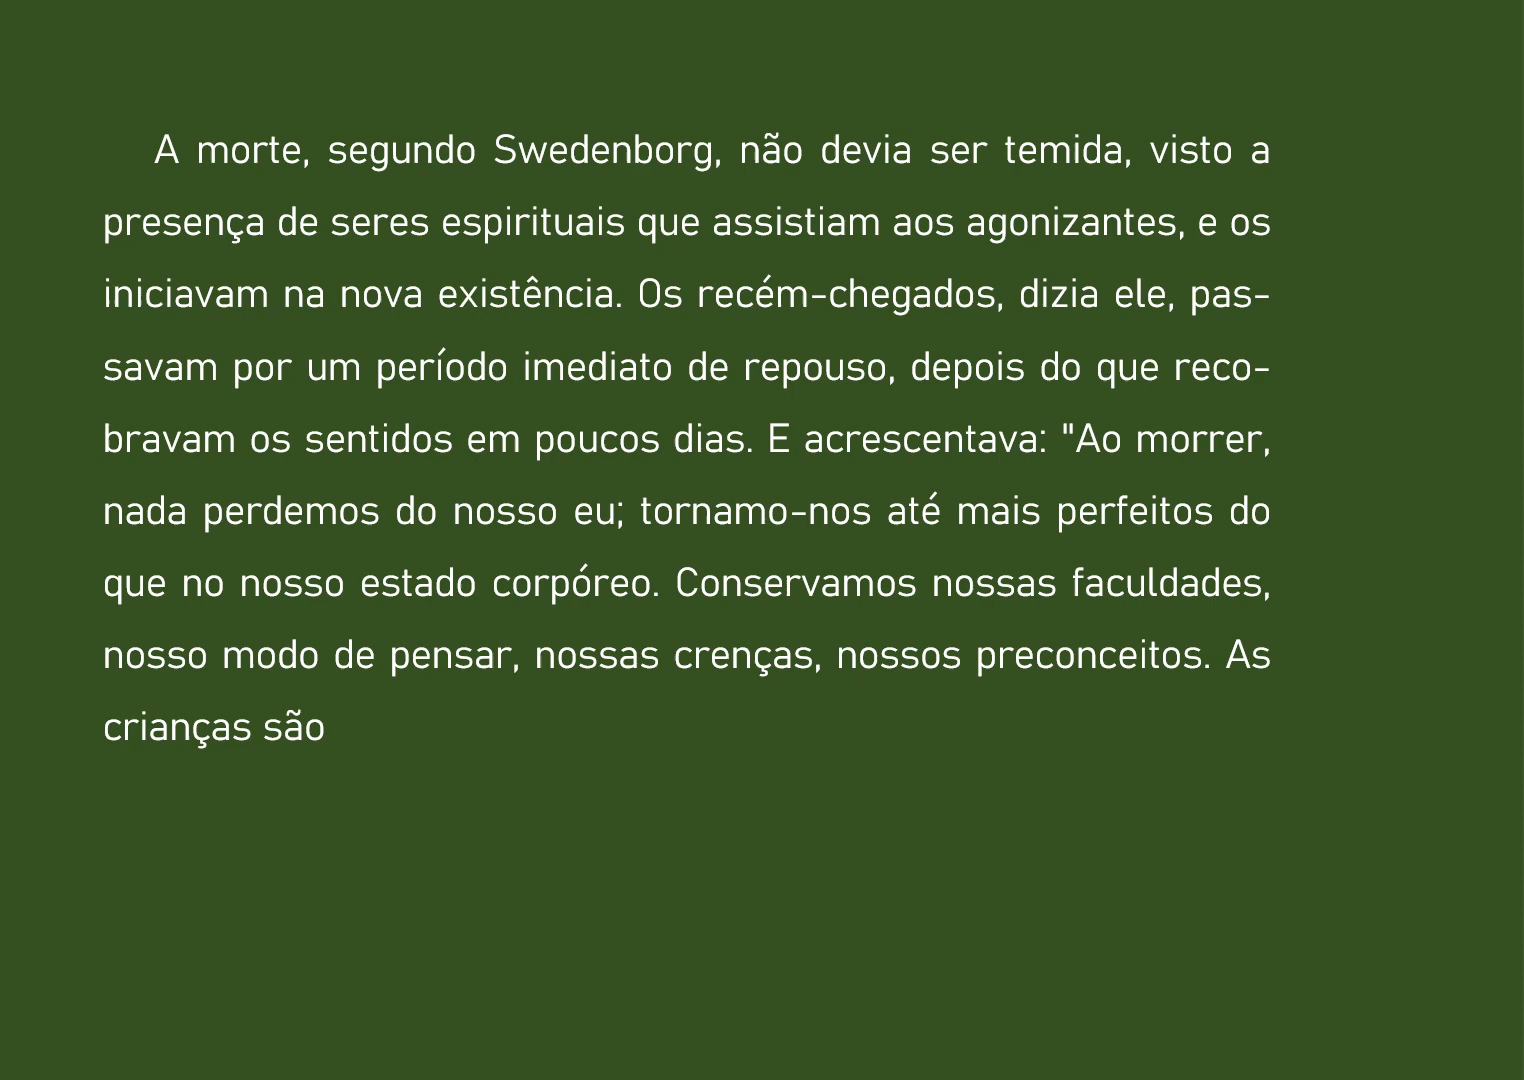 A morte, segundo Swedenborg, não devia ser temida, visto a
presença de seres espirituais que assistiam aos agonizantes, e os
iniciavam na nova existência. Os recém-chegados, dizia ele, pas-
savam por um período imediato de repouso, depois do que reco-
bravam os sentidos em poucos dias. E acrescentava: "Ao morrer,
nada perdemos do nosso eu; tornamo-nos até mais perfeitos do
que no nosso estado corpóreo. Conservamos nossas faculdades,
nosso modo de pensar, nossas crenças, nossos preconceitos. As
crianças são